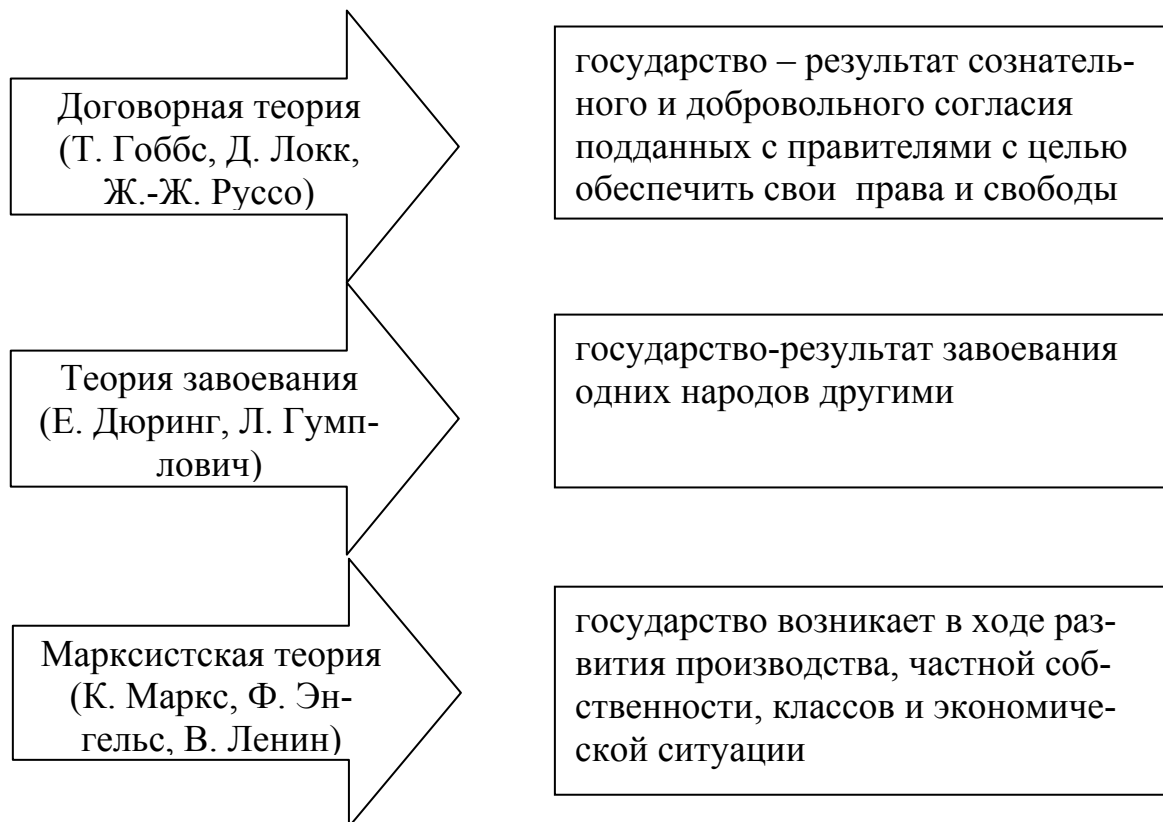 Договорная теория
(Т. Гоббс, Д. Локк,
Ж.-Ж. Руссо)
государство – результат сознатель-
ного и добровольного согласия
подданных с правителями с целью
обеспечить свои права и свободы
Теория завоевания
(Е. Дюринг, Л. Гумп-
лович)
государство-результат завоевания
одних народов другими
Марксистская теория
(К. Маркс, Ф. Эн-
гельс, В. Ленин)
государство возникает в ходе раз-
вития производства, частной соб-
ственности, классов и экономиче-
ской ситуации